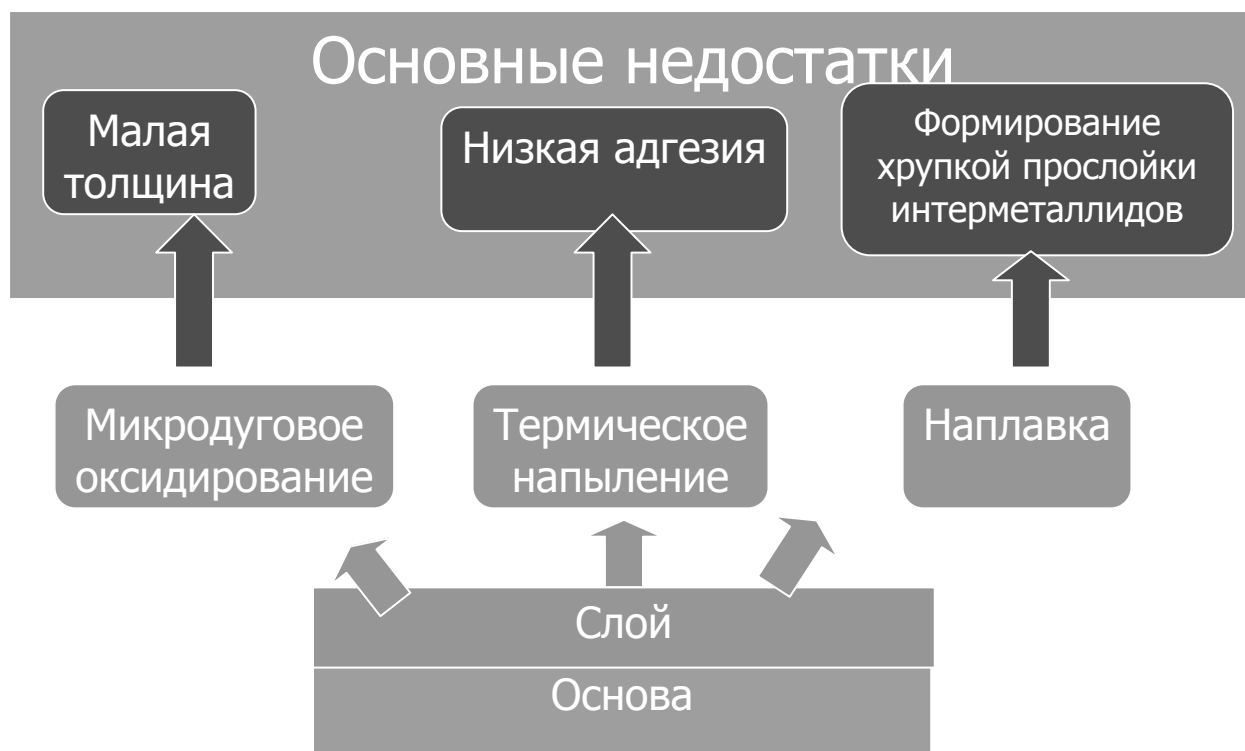 Основные недостатки
Малая
толщина
Низкая адгезия
Формирование
хрупкой прослойки
интерметаллидов
Микродуговое
оксидирование
Термическое
напыление
Наплавка
Слой
Основа